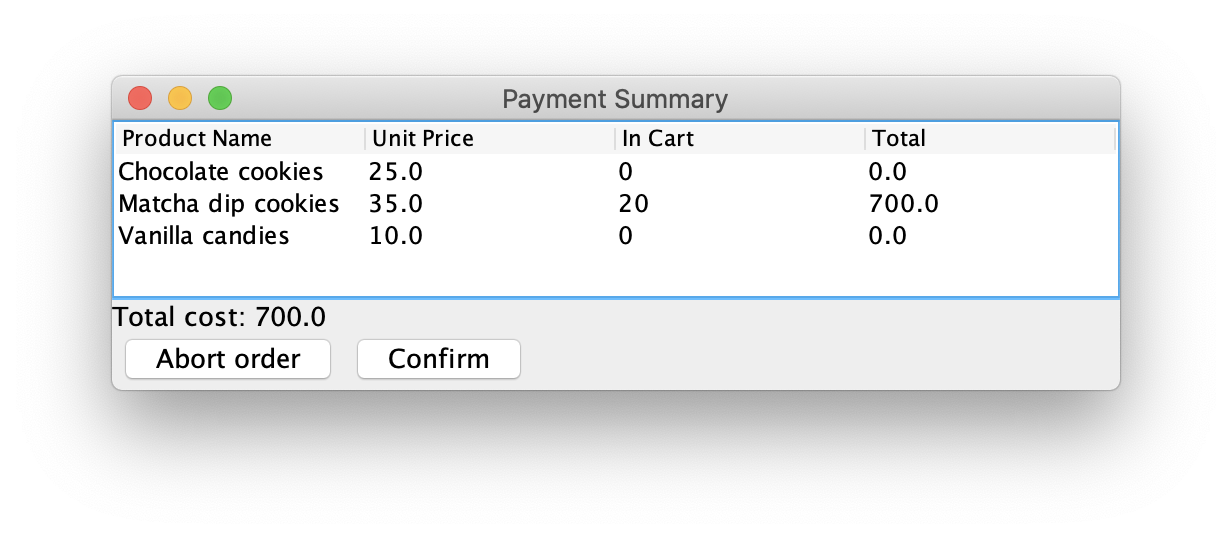 Payment Summary
Product Name Unit Price In Cart Total
Chocolate cookies 25.0 0 0.0
Matcha dip cookies 35.0 20 700.0
Vanilla candies 10.0 0 0.0
Total cost: 700.0
Abort order Confirm